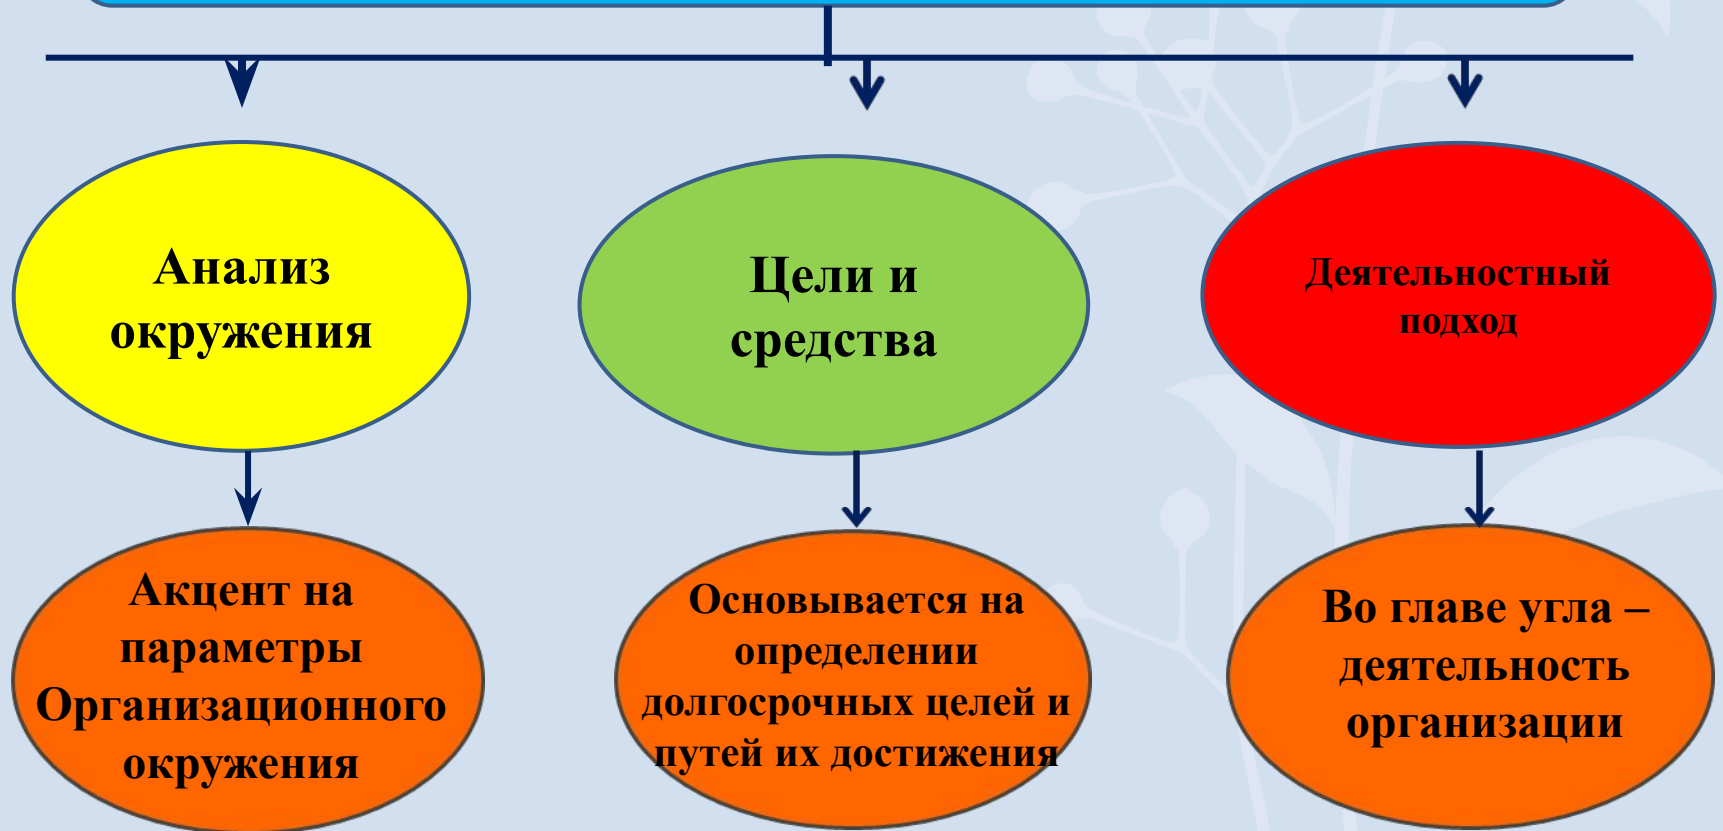 Анализ
окружения
Цели и
средства
Деятельностный
подход
Акцент на
параметры
Организационного
окружения
Основывается на
определении
долгосрочных целей и
путей их достижения
Во главе угла –
деятельность
организации